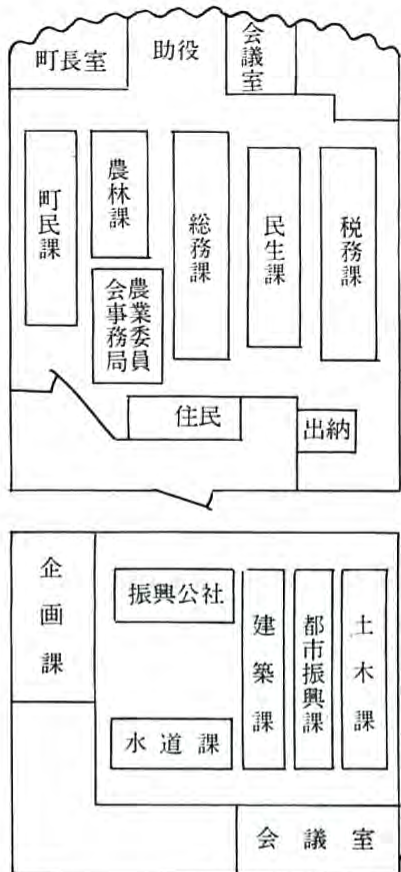 町長室
助役
会議室
町民課
農林課
農業委員会事務局
総務課
民生課
税務課
住民
出納
企画課
振興公社
水道課
建築課
都市振興課
土木課
会議室